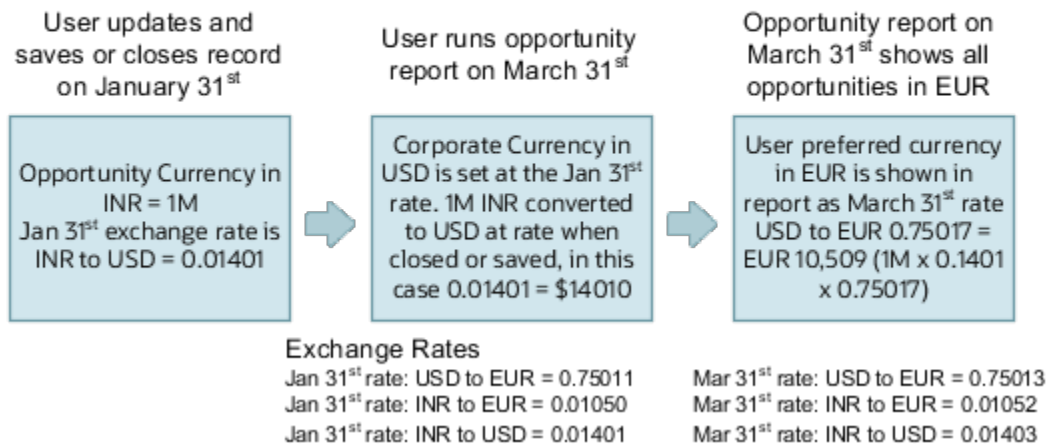 User updates and
saves or closes record
on January 31st
User runs opportunity
report on March 31st
Opportunity report on
March 31st shows all
opportunities in EUR
Opportunity Currency in
INR = 1M
Jan 31st exchange rate is
INR to USD = 0.01401
Corporate Currency in
USD is set at the Jan 31st
rate. 1M INR converted
to USD at rate when
closed or saved, in this
case 0.01401 = $14010
User preferred currency
in EUR is shown in
report as March 31st rate
USD to EUR 0.75017 =
EUR 10,509 (1M x 0.1401
x 0.75017)
Exchange Rates
Jan 31st rate: USD to EUR = 0.75011
Jan 31st rate: INR to EUR = 0.01050
Jan 31st rate: INR to USD = 0.01401
Mar 31st rate: USD to EUR = 0.75013
Mar 31st rate: INR to EUR = 0.01052
Mar 31st rate: INR to USD = 0.01403